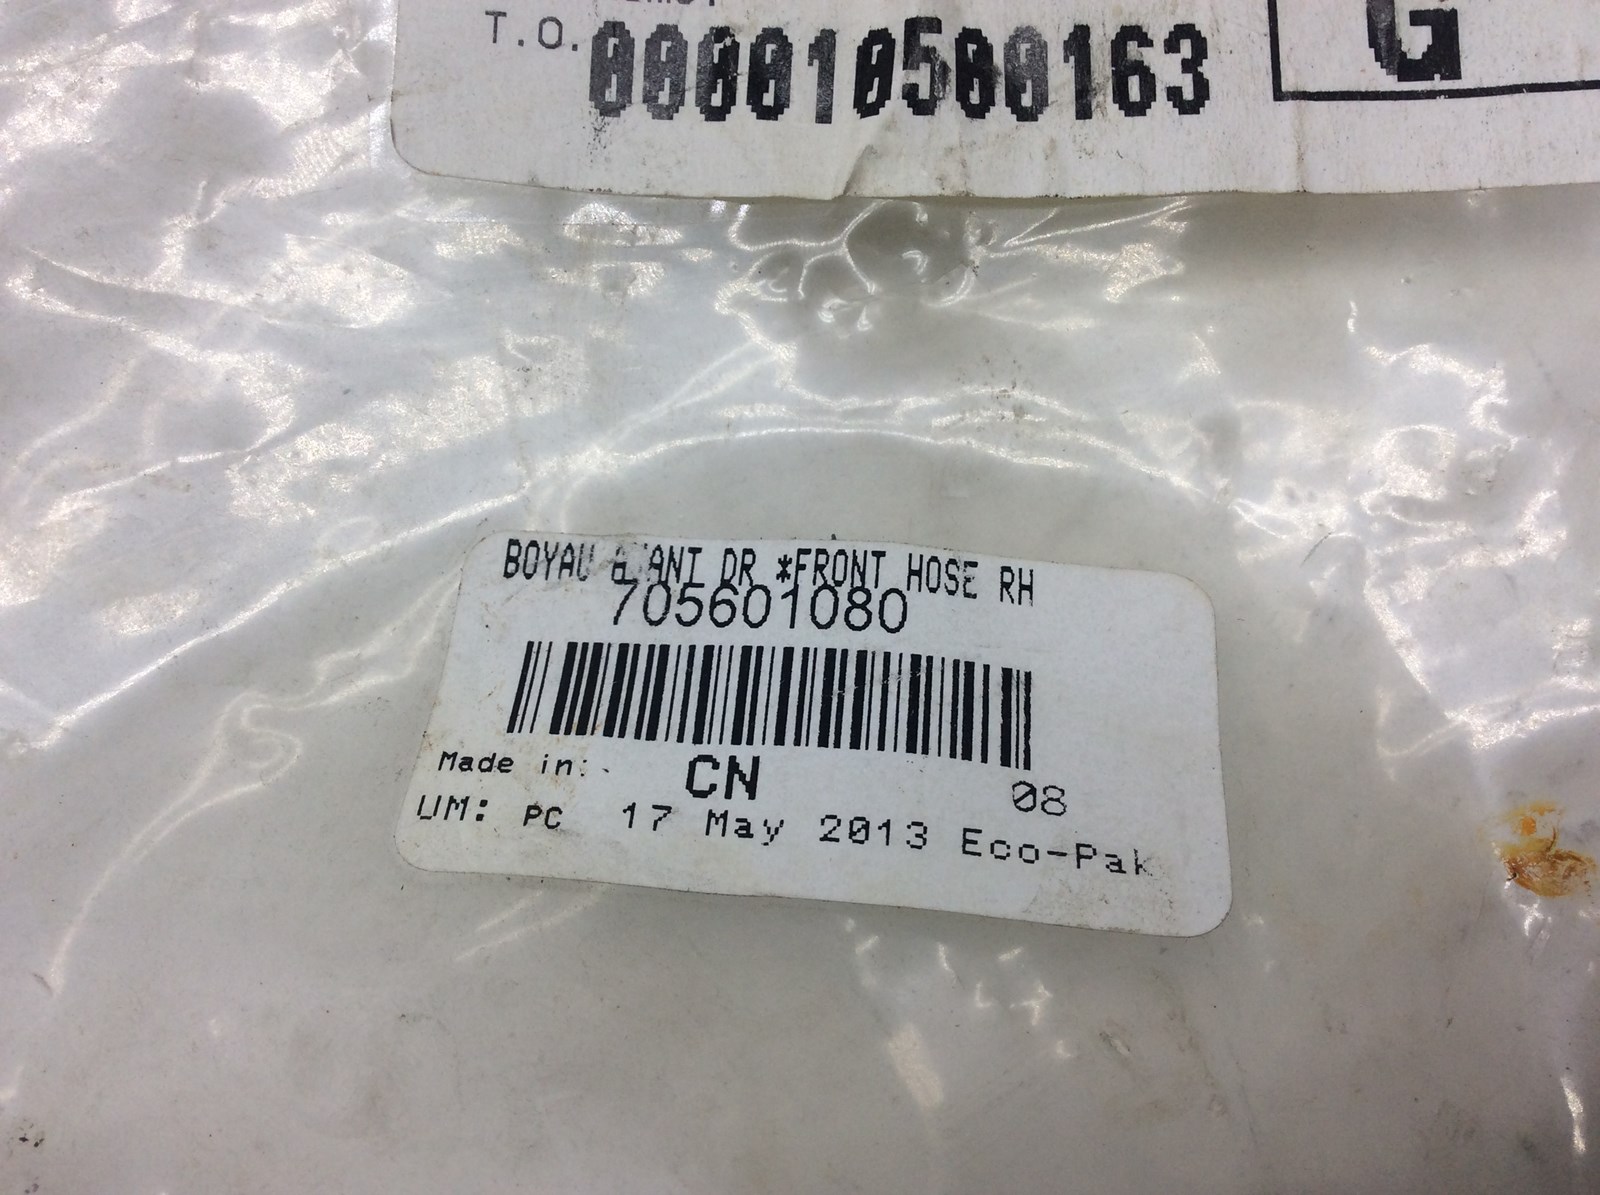 T.O. 000010500163
G
BOYAU AVANT DR *FRONT HOSE RH
705601080
Made in: CN
08
UM: PC 17 May 2013 Eco-Pak